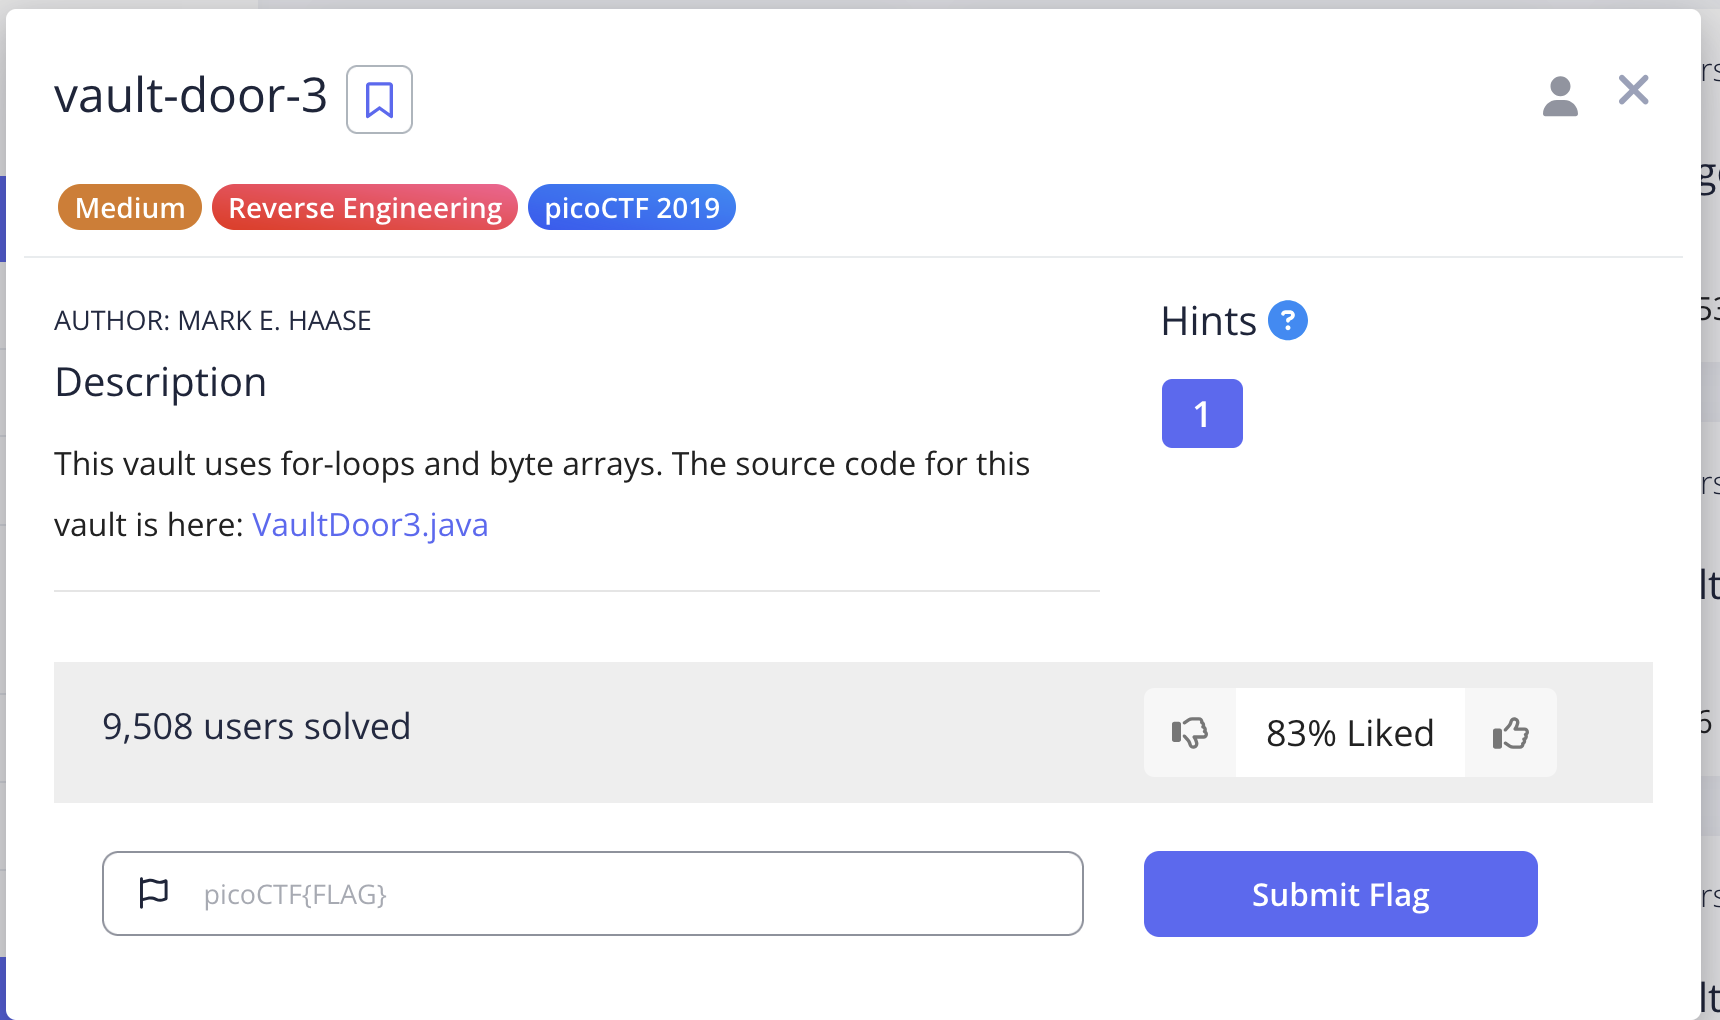 vault-door-3
Medium Reverse Engineering picoCTF 2019
AUTHOR: MARK E. HAASE
Description
This vault uses for-loops and byte arrays. The source code for this
vault is here: VaultDoor3.java
Hints ?
1
9,508 users solved
83% Liked
picoCTF{FLAG}
Submit Flag